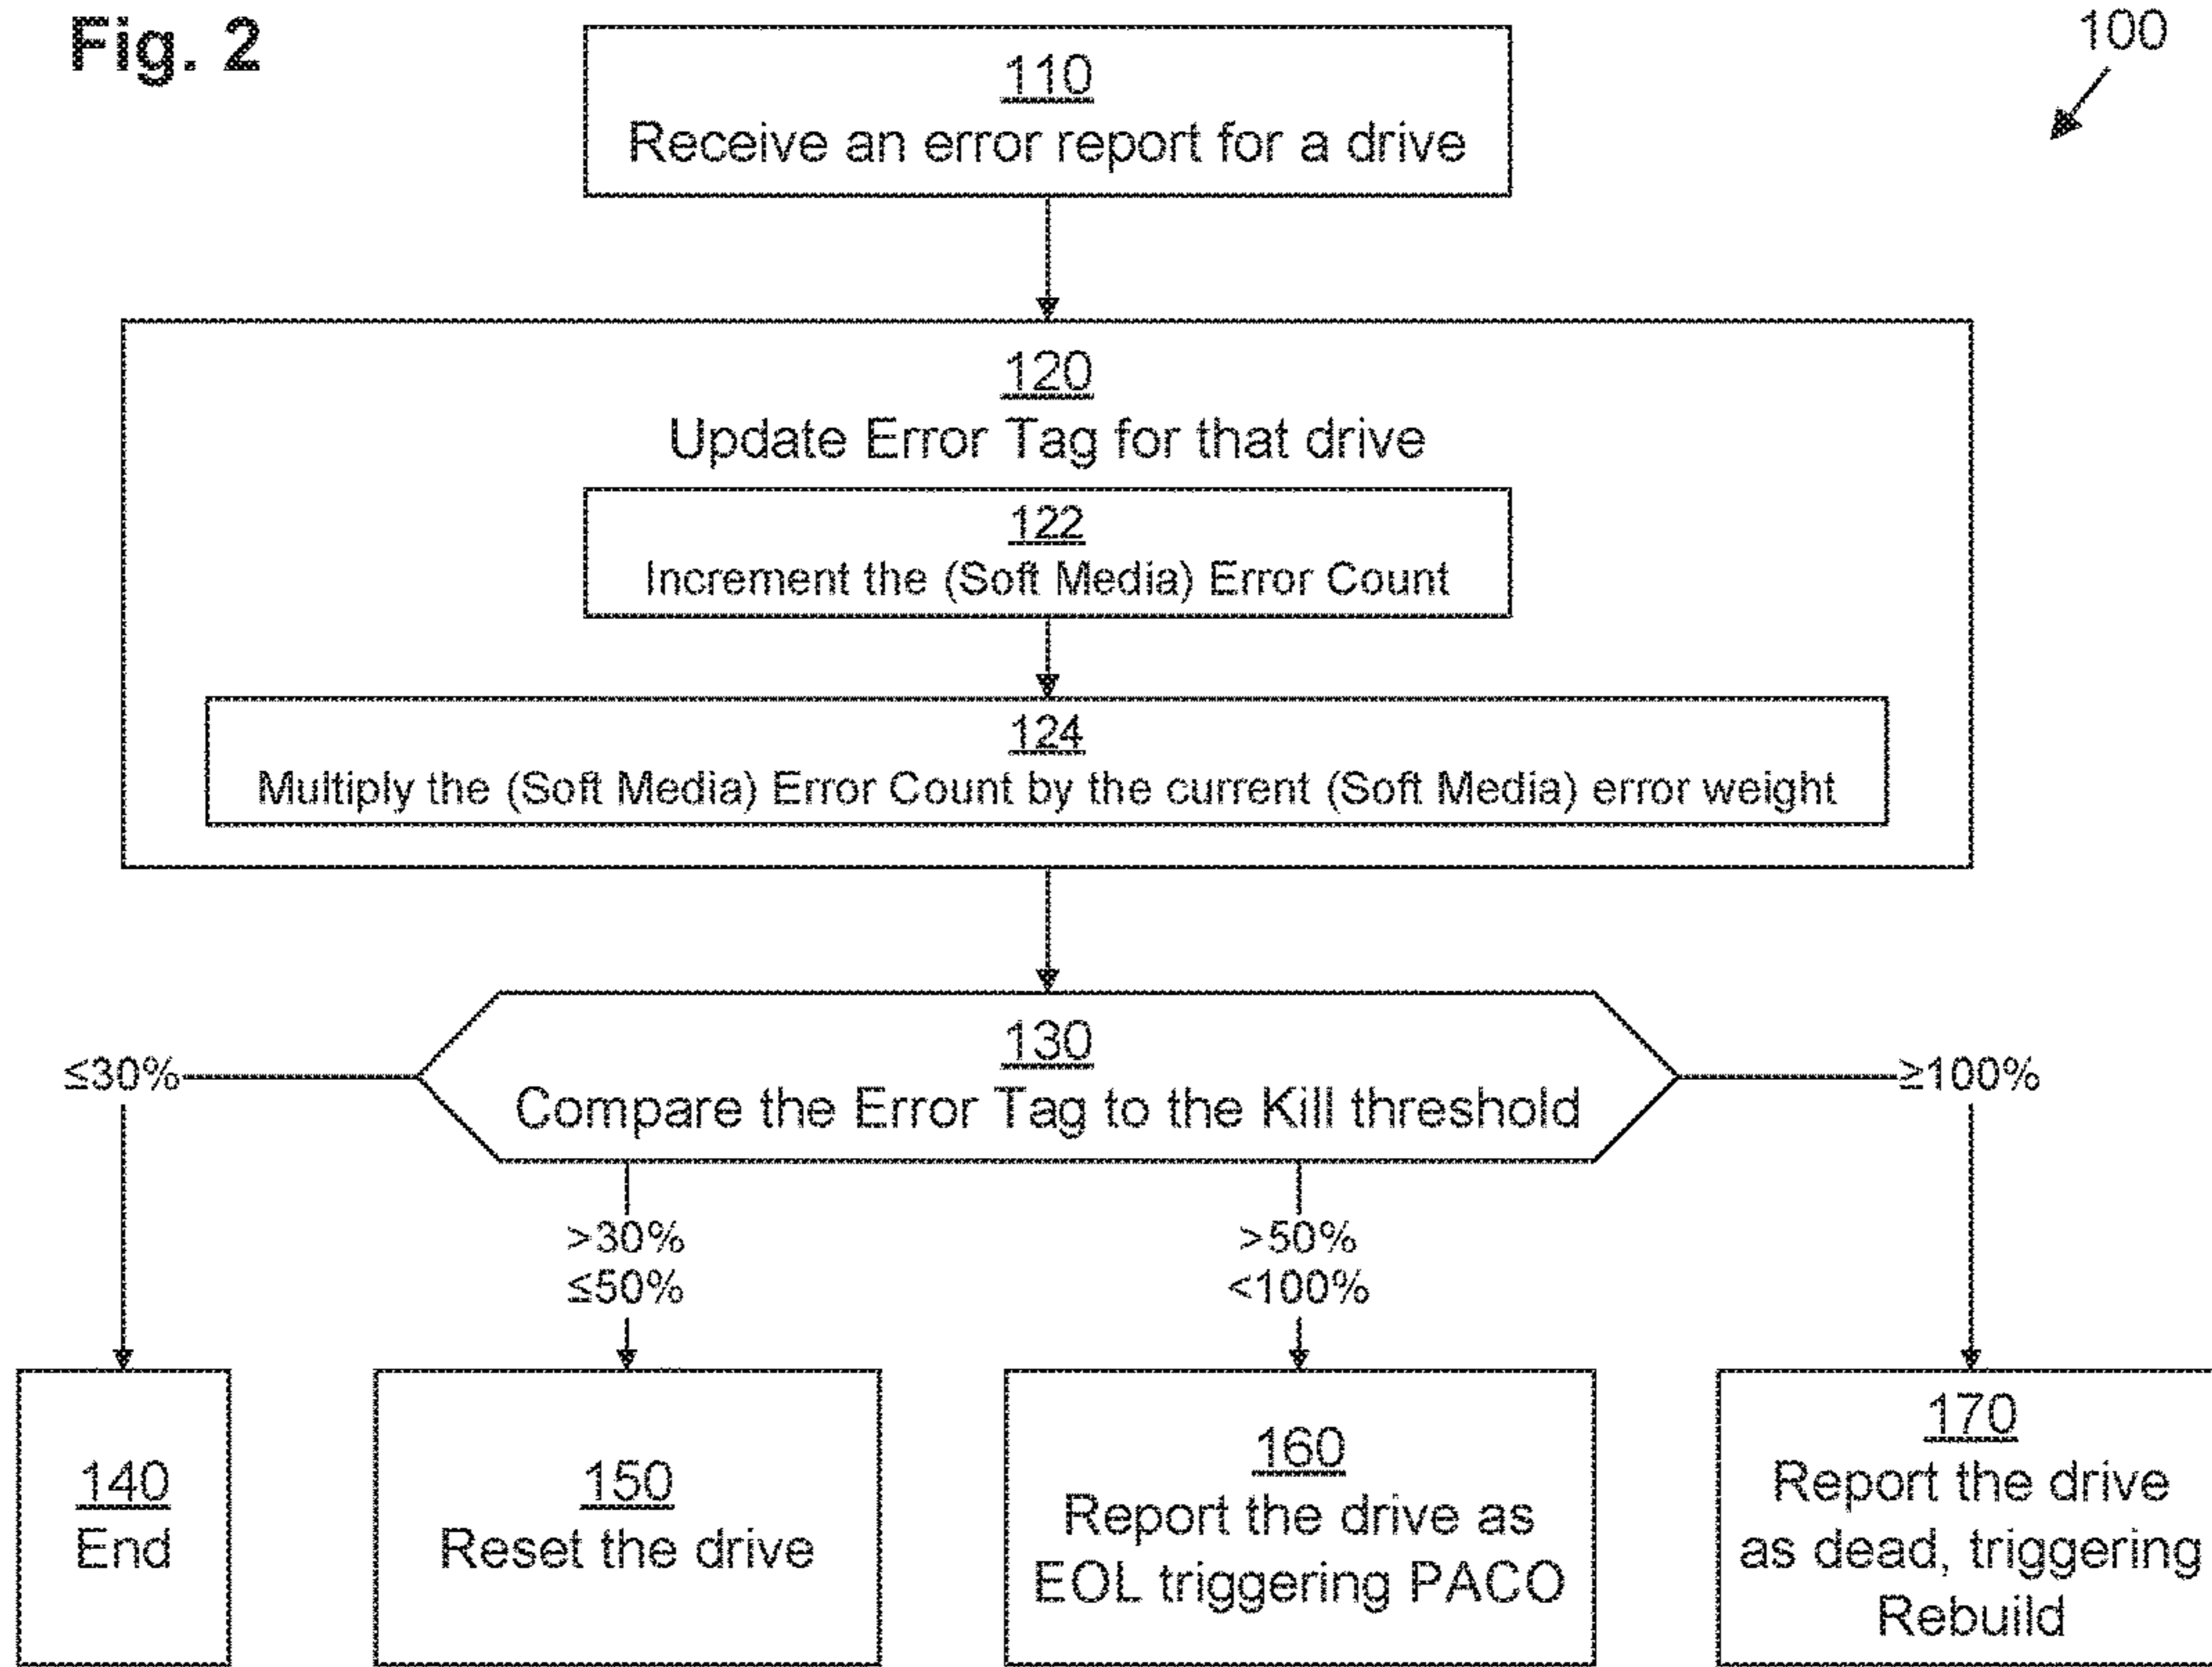 Fig. 2
100
110
Receive an error report for a drive
120
Update Error Tag for that drive
122
Increment the (Soft Media) Error Count
124
Multiply the (Soft Media) Error Count by the current (Soft Media) error weight
130
Compare the Error Tag to the Kill threshold
≤30%
≥100%
>30%
≤50%
>50%
<100%
140
End
150
Reset the drive
160
Report the drive as
EOL triggering PACO
170
Report the drive
as dead, triggering
Rebuild